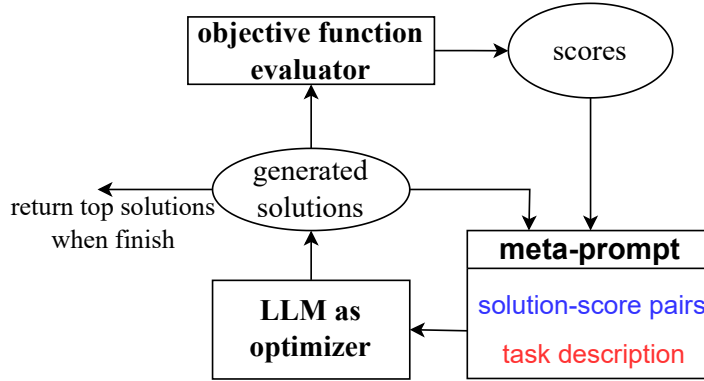 objective function
evaluator
scores
generated
solutions
return top solutions
when finish
meta-prompt
solution-score pairs
task description
LLM as
optimizer